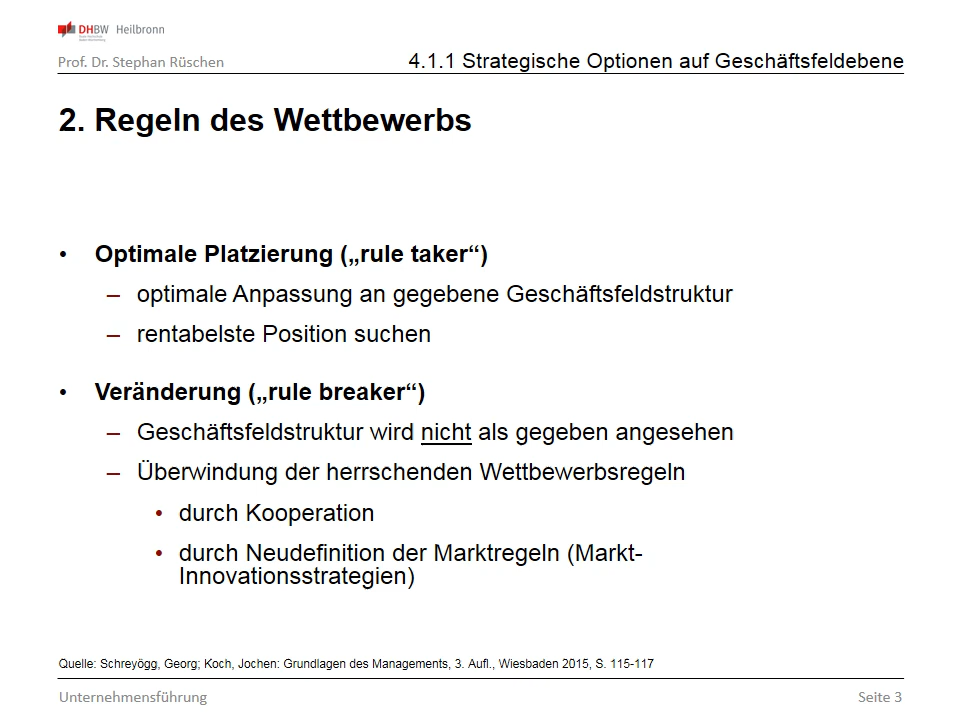 DHBW Heilbronn
Prof. Dr. Stephan Rüschen
4.1.1 Strategische Optionen auf Geschäftsfeldebene
2. Regeln des Wettbewerbs
• Optimale Platzierung („rule taker“)
– optimale Anpassung an gegebene Geschäftsfeldstruktur
– rentabelste Position suchen
• Veränderung („rule breaker“)
– Geschäftsfeldstruktur wird nicht als gegeben angesehen
– Überwindung der herrschenden Wettbewerbsregeln
• durch Kooperation
• durch Neudefinition der Marktregeln (Markt-
Innovationsstrategien)
Quelle: Schreyögg, Georg; Koch, Jochen: Grundlagen des Managements, 3. Aufl., Wiesbaden 2015, S. 115-117
Unternehmensführung
Seite 3